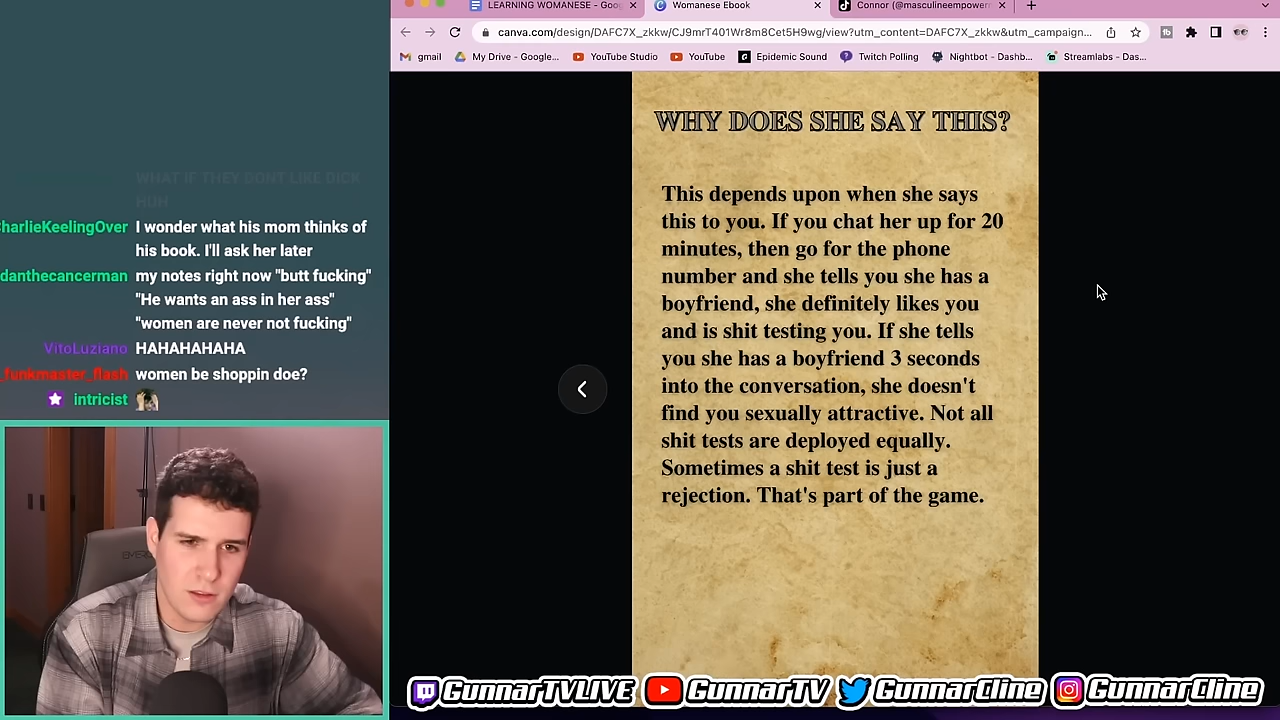 LEARNING WOMANESE - Goog
Womanese Ebook
Connor (@masculineempower
canva.com/design/DAFC7X_zkkw/CJ9mrT401Wr8m8Cet5H9wg/view?utm_content=DAFC7X_zkkw&utm_campaign...
gmail
My Drive - Google...
YouTube Studio
YouTube
Epidemic Sound
Twitch Polling
Nightbot - Dashb...
Streamlabs - Das...
WHAT IF THEY DONT LIKE DICK
HUH
CharlieKeelingOver I wonder what his mom thinks of
his book. I'll ask her later
danthecancerman my notes right now "butt fucking"
"He wants an ass in her ass"
"women are never not fucking"
VitoLuziano HAHAHAHAHA
_funkmaster_flash women be shoppin doe?
intricist
WHY DOES SHE SAY THIS?
This depends upon when she says
this to you. If you chat her up for 20
minutes, then go for the phone
number and she tells you she has a
boyfriend, she definitely likes you
and is shit testing you. If she tells
you she has a boyfriend 3 seconds
into the conversation, she doesn't
find you sexually attractive. Not all
shit tests are deployed equally.
Sometimes a shit test is just a
rejection. That's part of the game.
GunnarTVLIVE GunnarTV GunnarCline GunnarCline